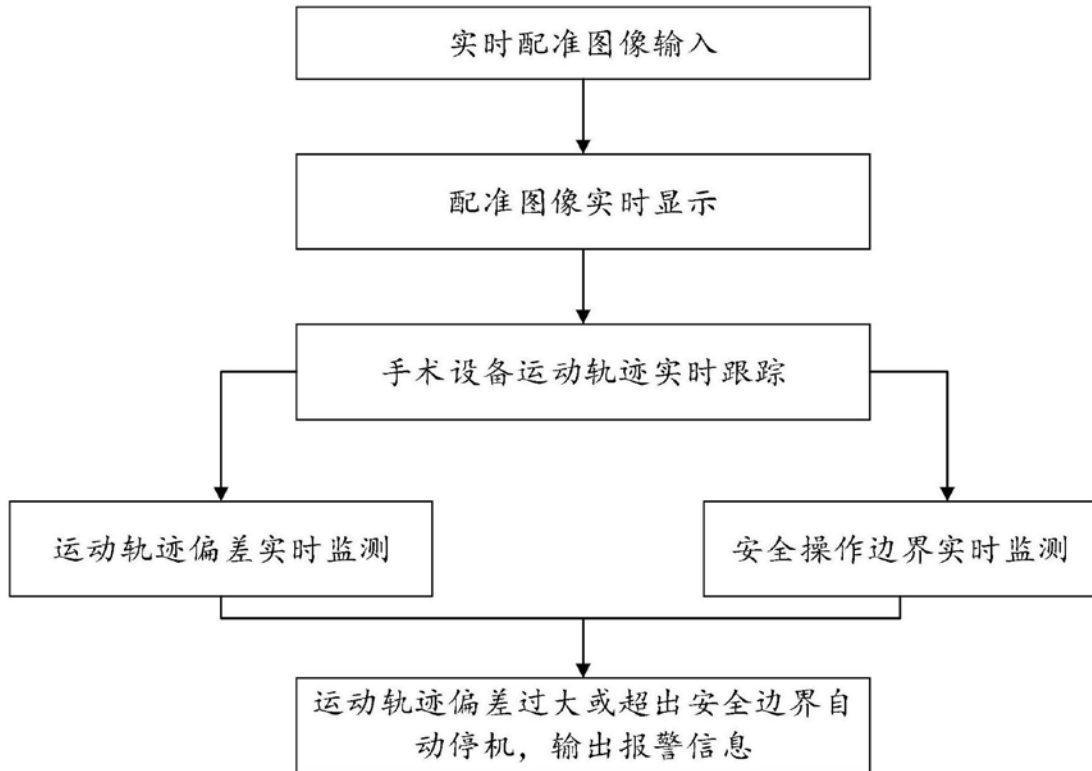 实时配准图像输入
配准图像实时显示
手术设备运动轨迹实时跟踪
运动轨迹偏差实时监测
安全操作边界实时监测
运动轨迹偏差过大或超出安全边界自
动停机，输出报警信息